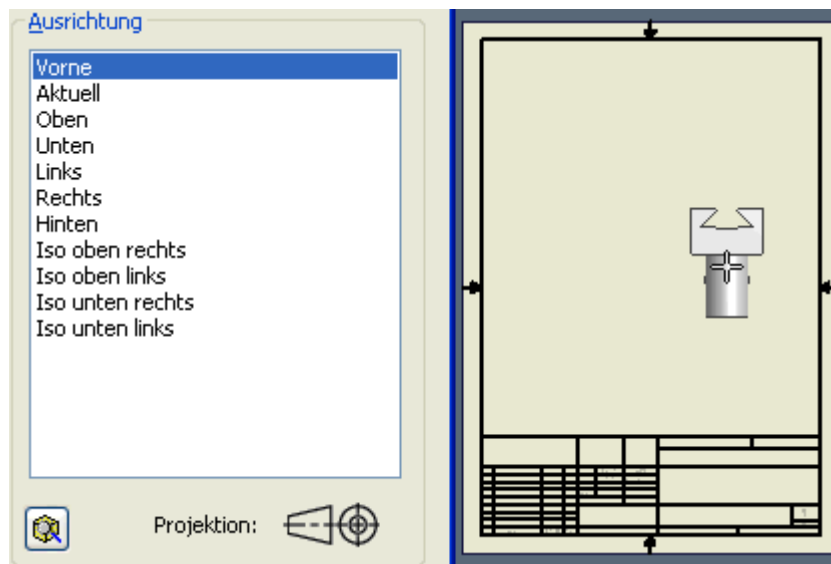 Ausrichtung
Vorne
Aktuell
Oben
Unten
Links
Rechts
Hinten
Iso oben rechts
Iso oben links
Iso unten rechts
Iso unten links
Projektion: